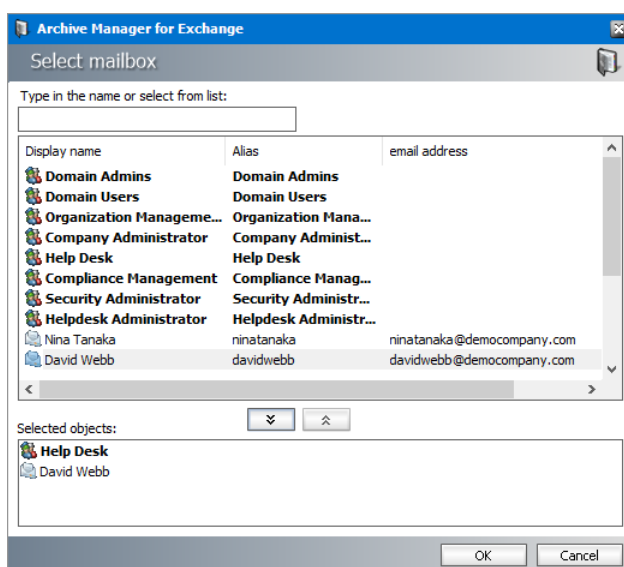 Archive Manager for Exchange
Select mailbox
Type in the name or select from list:
Display name Alias email address
Domain Admins Domain Admins
Domain Users Domain Users
Organization Manageme... Organization Mana...
Company Administrator Company Administ...
Help Desk Help Desk
Compliance Management Compliance Manag...
Security Administrator Security Administr...
Helpdesk Administrator Helpdesk Administr...
Nina Tanaka ninatanaka ninatanaka@democompany.com
David Webb davidwebb davidwebb@democompany.com
Selected objects:
Help Desk
David Webb
OK Cancel